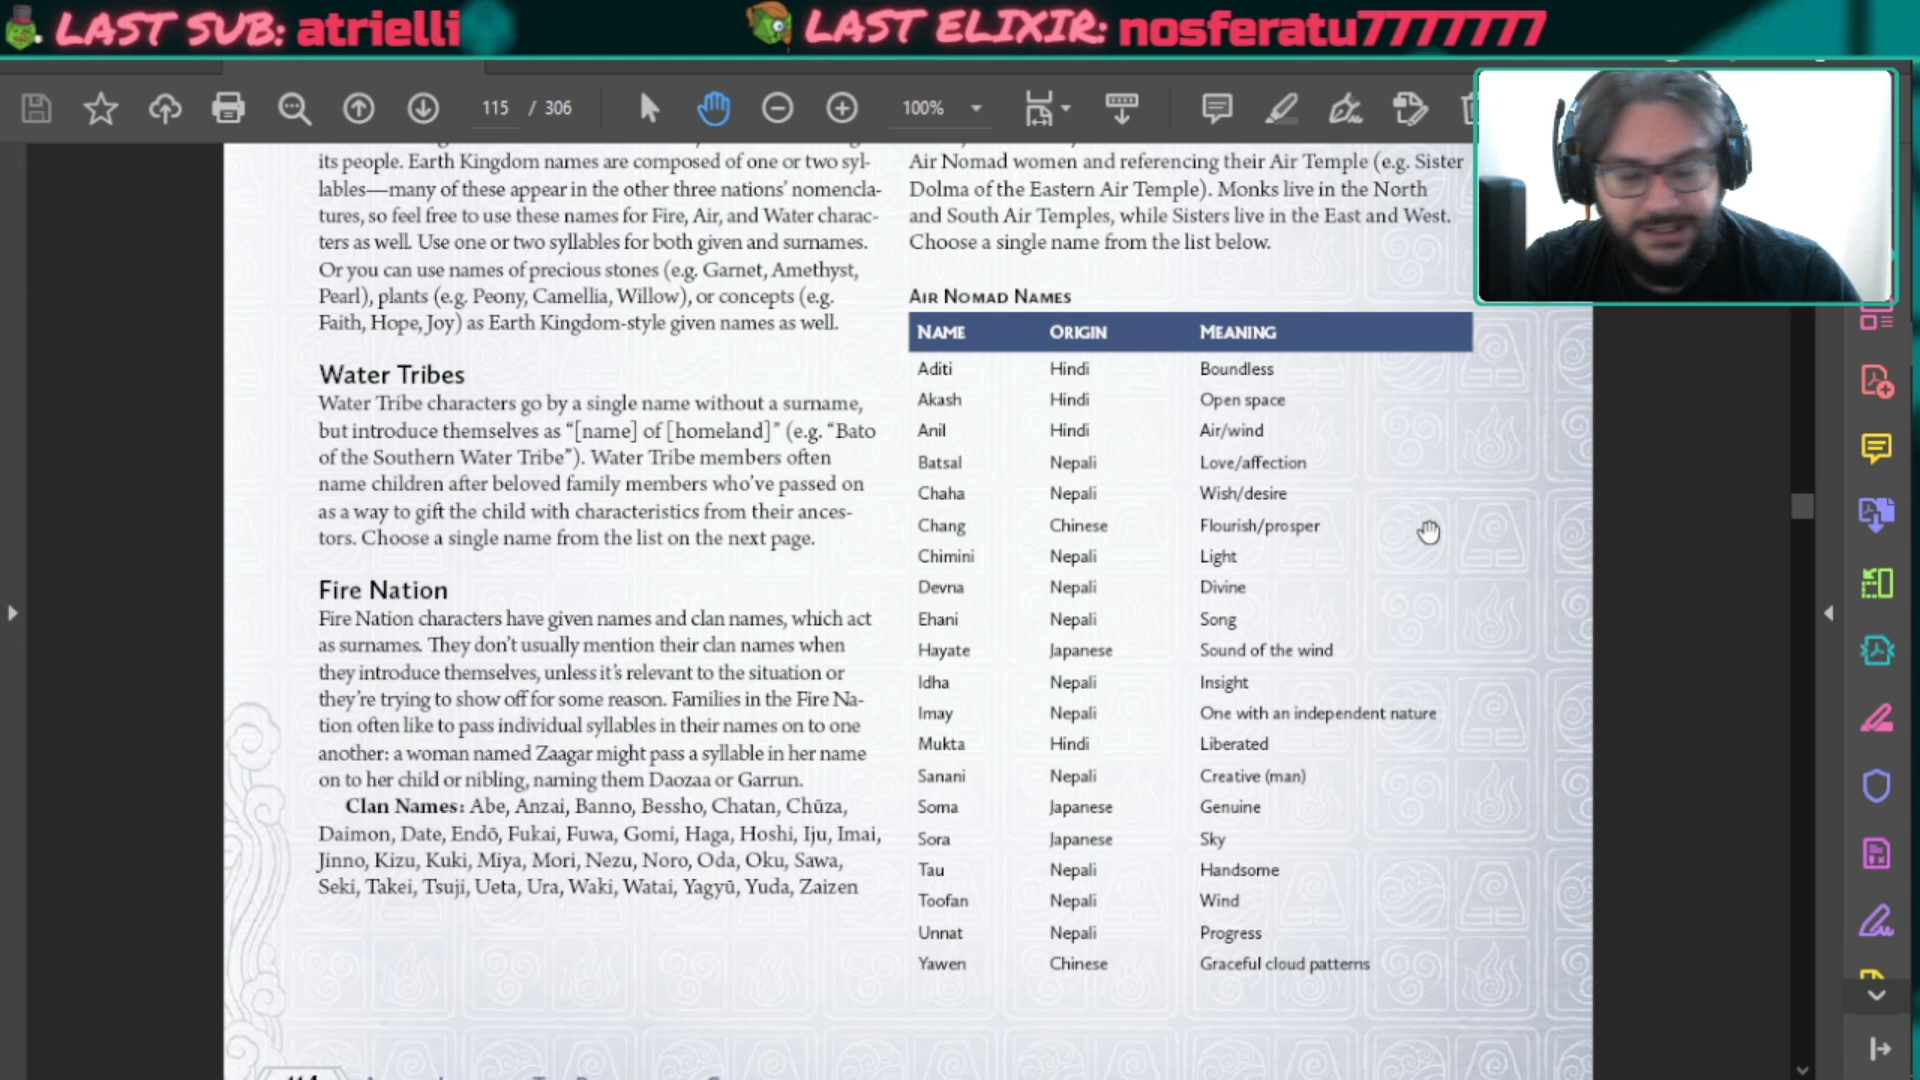 LAST SUB: atrielli
LAST ELIXIR: nosferatu7777777
115 / 306
100%
its people. Earth Kingdom names are composed of one or two syl-
lables—many of these appear in the other three nations' nomencla-
tures, so feel free to use these names for Fire, Air, and Water charac-
ters as well. Use one or two syllables for both given and surnames.
Or you can use names of precious stones (e.g. Garnet, Amethyst,
Pearl), plants (e.g. Peony, Camellia, Willow), or concepts (e.g.
Faith, Hope, Joy) as Earth Kingdom-style given names as well.
Water Tribes
Water Tribe characters go by a single name without a surname,
but introduce themselves as “[name] of [homeland]” (e.g. “Bato
of the Southern Water Tribe”). Water Tribe members often
name children after beloved family members who've passed on
as a way to gift the child with characteristics from their ances-
tors. Choose a single name from the list on the next page.
Fire Nation
Fire Nation characters have given names and clan names, which act
as surnames. They don't usually mention their clan names when
they introduce themselves, unless it's relevant to the situation or
they're trying to show off for some reason. Families in the Fire Na-
tion often like to pass individual syllables in their names on to one
another: a woman named Zaagar might pass a syllable in her name
on to her child or nibling, naming them Daozaa or Garrun.
Clan Names: Abe, Anzai, Banno, Bessho, Chatan, Chūza,
Daimon, Date, Endō, Fukai, Fuwa, Gomi, Haga, Hoshi, Iju, Imai,
Jinno, Kizu, Kuki, Miya, Mori, Nezu, Noro, Oda, Oku, Sawa,
Seki, Takei, Tsuji, Ueta, Ura, Waki, Watai, Yagyū, Yuda, Zaizen
Air Nomad women and referencing their Air Temple (e.g. Sister
Dolma of the Eastern Air Temple). Monks live in the North
and South Air Temples, while Sisters live in the East and West.
Choose a single name from the list below.
AIR NOMAD NAMES
NAME ORIGIN MEANING
Aditi Hindi Boundless
Akash Hindi Open space
Anil Hindi Air/wind
Batsal Nepali Love/affection
Chaha Nepali Wish/desire
Chang Chinese Flourish/prosper
Chimini Nepali Light
Devna Nepali Divine
Ehani Nepali Song
Hayate Japanese Sound of the wind
Idha Nepali Insight
Imay Nepali One with an independent nature
Mukta Hindi Liberated
Sanani Nepali Creative (man)
Soma Japanese Genuine
Sora Japanese Sky
Tau Nepali Handsome
Toofan Nepali Wind
Unnat Nepali Progress
Yawen Chinese Graceful cloud patterns